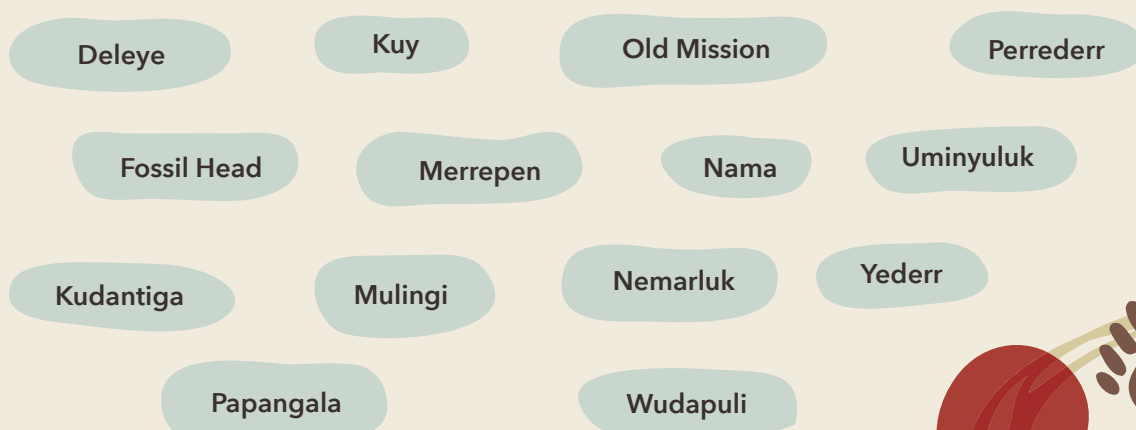 Deleye
Kuy
Old Mission
Perrederr
Fossil Head
Merrepen
Nama
Uminyuluk
Kudantiga
Mulingi
Nemarluk
Yederr
Papangala
Wudapuli